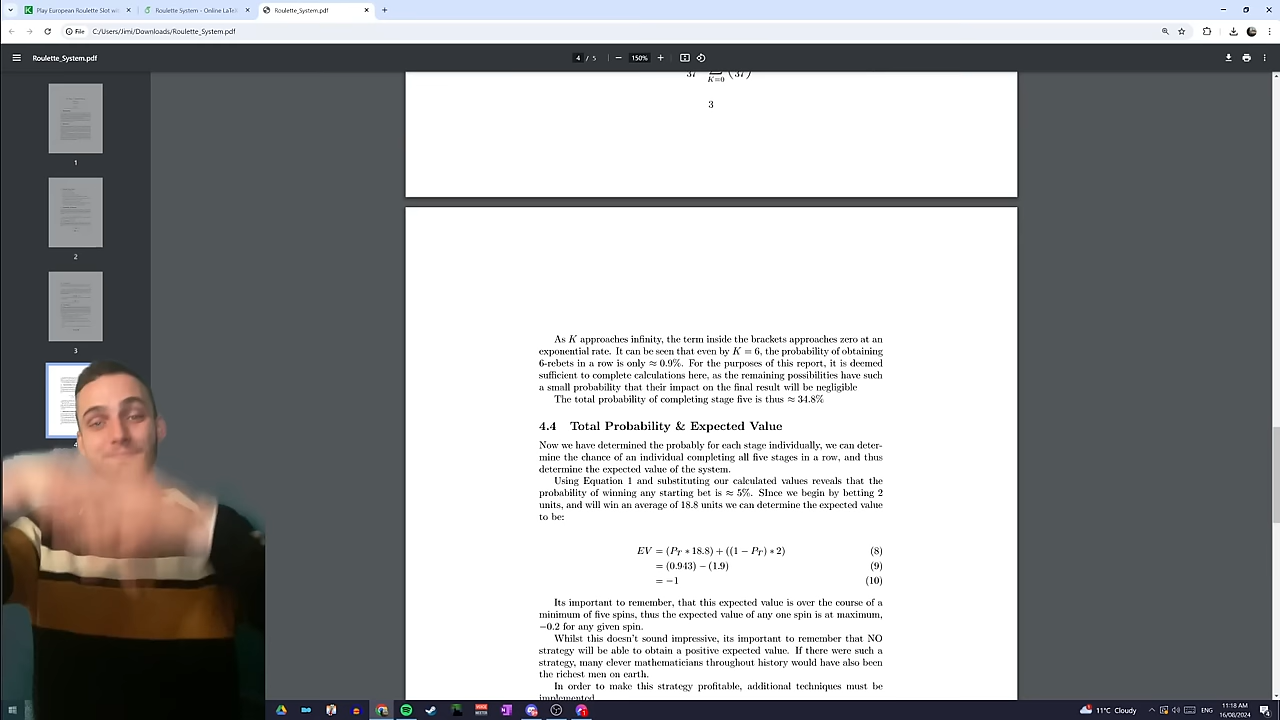 Play European Roulette Slot wi
Roulette System - Online LaTe
Roulette_System.pdf
File
C:/Users/Jimi/Downloads/Roulette_System.pdf
Roulette_System.pdf
4 / 5
150%
37
K=0
37
3
1
2
3
4
As K approaches infinity, the term inside the brackets approaches zero at an
exponential rate. It can be seen that even by K = 6, the probability of obtaining
6-rebets in a row is only ≈ 0.9%. For the purposes of this report, it is deemed
sufficient to complete calculations here, as the remaining possibilities have such
a small probability that their impact on the final result will be negligible
The total probability of completing stage five is thus ≈ 34.8%
4.4 Total Probability & Expected Value
Now we have determined the probably for each stage individually, we can deter-
mine the chance of an individual completing all five stages in a row, and thus
determine the expected value of the system.
Using Equation 1 and substituting our calculated values reveals that the
probability of winning any starting bet is ≈ 5%. SInce we begin by betting 2
units, and will win an average of 18.8 units we can determine the expected value
to be:
EV = (P_T * 18.8) + ((1 − P_T) * 2) (8)
= (0.943) − (1.9) (9)
= −1 (10)
Its important to remember, that this expected value is over the course of a
minimum of five spins, thus the expected value of any one spin is at maximum,
−0.2 for any given spin.
Whilst this doesn't sound impressive, its important to remember that NO
strategy will be able to obtain a positive expected value. If there were such a
strategy, many clever mathematicians throughout history would have also been
the richest men on earth.
In order to make this strategy profitable, additional techniques must be
implemented
11°C Cloudy
11:18 AM
16/08/2024